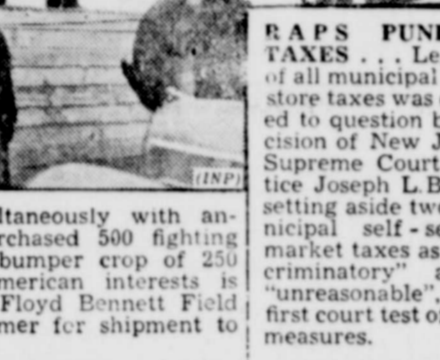 (INP)
ltaneously with an-
rchased 500 fighting
bumper crop of 250
merican interests is
Floyd Bennett Field
mer for shipment to
RAPS PUNI
TAXES . . . Le
of all municipal
store taxes was
ed to question b
cision of New J
Supreme Court
tice Joseph L.B
setting aside two
nicipal self-se
market taxes as
criminatory” a
“unreasonable”.
first court test of
measures.